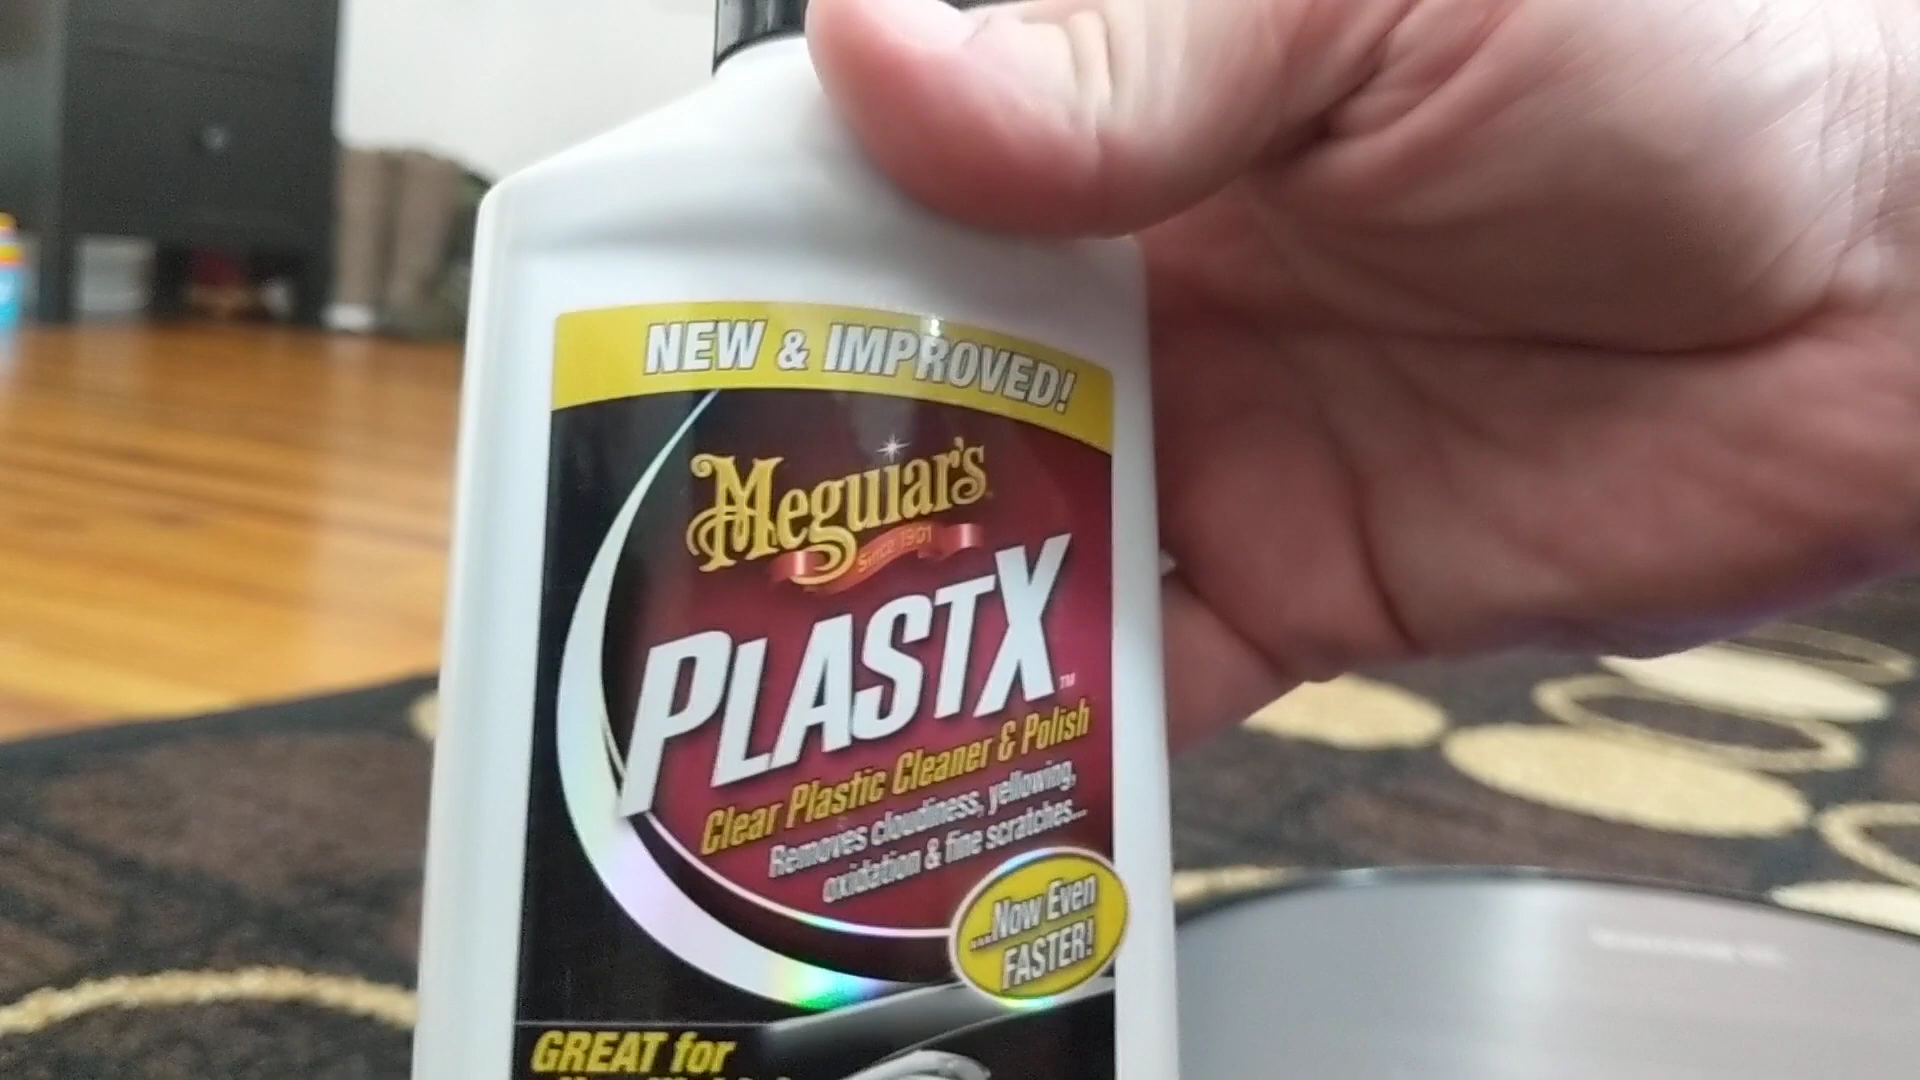 NEW & IMPROVED!
Meguiar's
Since 1901
PLASTX™
Clear Plastic Cleaner & Polish
Removes cloudiness, yellowing,
oxidation & fine scratches...
...Now Even
FASTER!
GREAT for